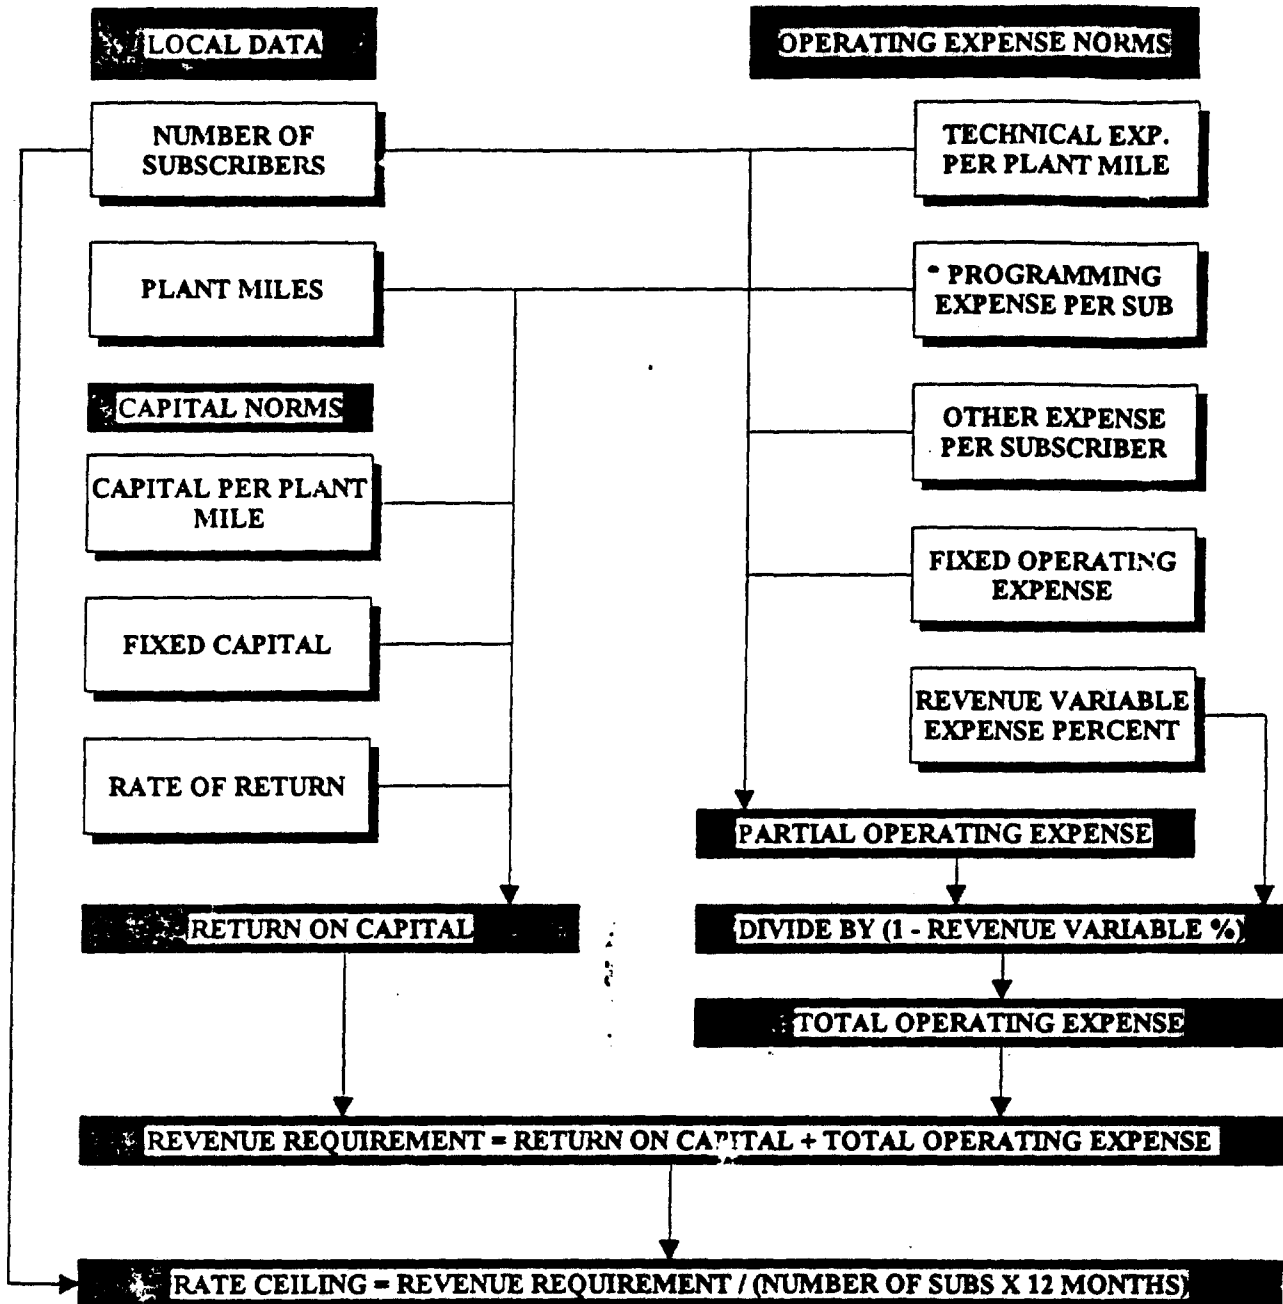 LOCAL DATA
OPERATING EXPENSE NORMS
NUMBER OF
SUBSCRIBERS
TECHNICAL EXP.
PER PLANT MILE
PLANT MILES
PROGRAMMING
EXPENSE PER SUB
CAPITAL NORMS
OTHER EXPENSE
PER SUBSCRIBER
CAPITAL PER PLANT
MILE
FIXED OPERATING
EXPENSE
FIXED CAPITAL
REVENUE VARIABLE
EXPENSE PERCENT
RATE OF RETURN
PARTIAL OPERATING EXPENSE
RETURN ON CAPITAL
DIVIDE BY (1 - REVENUE VARIABLE %)
TOTAL OPERATING EXPENSE
REVENUE REQUIREMENT = RETURN ON CAPITAL + TOTAL OPERATING EXPENSE
RATE CEILING = REVENUE REQUIREMENT / (NUMBER OF SUBS X 12 MONTHS)